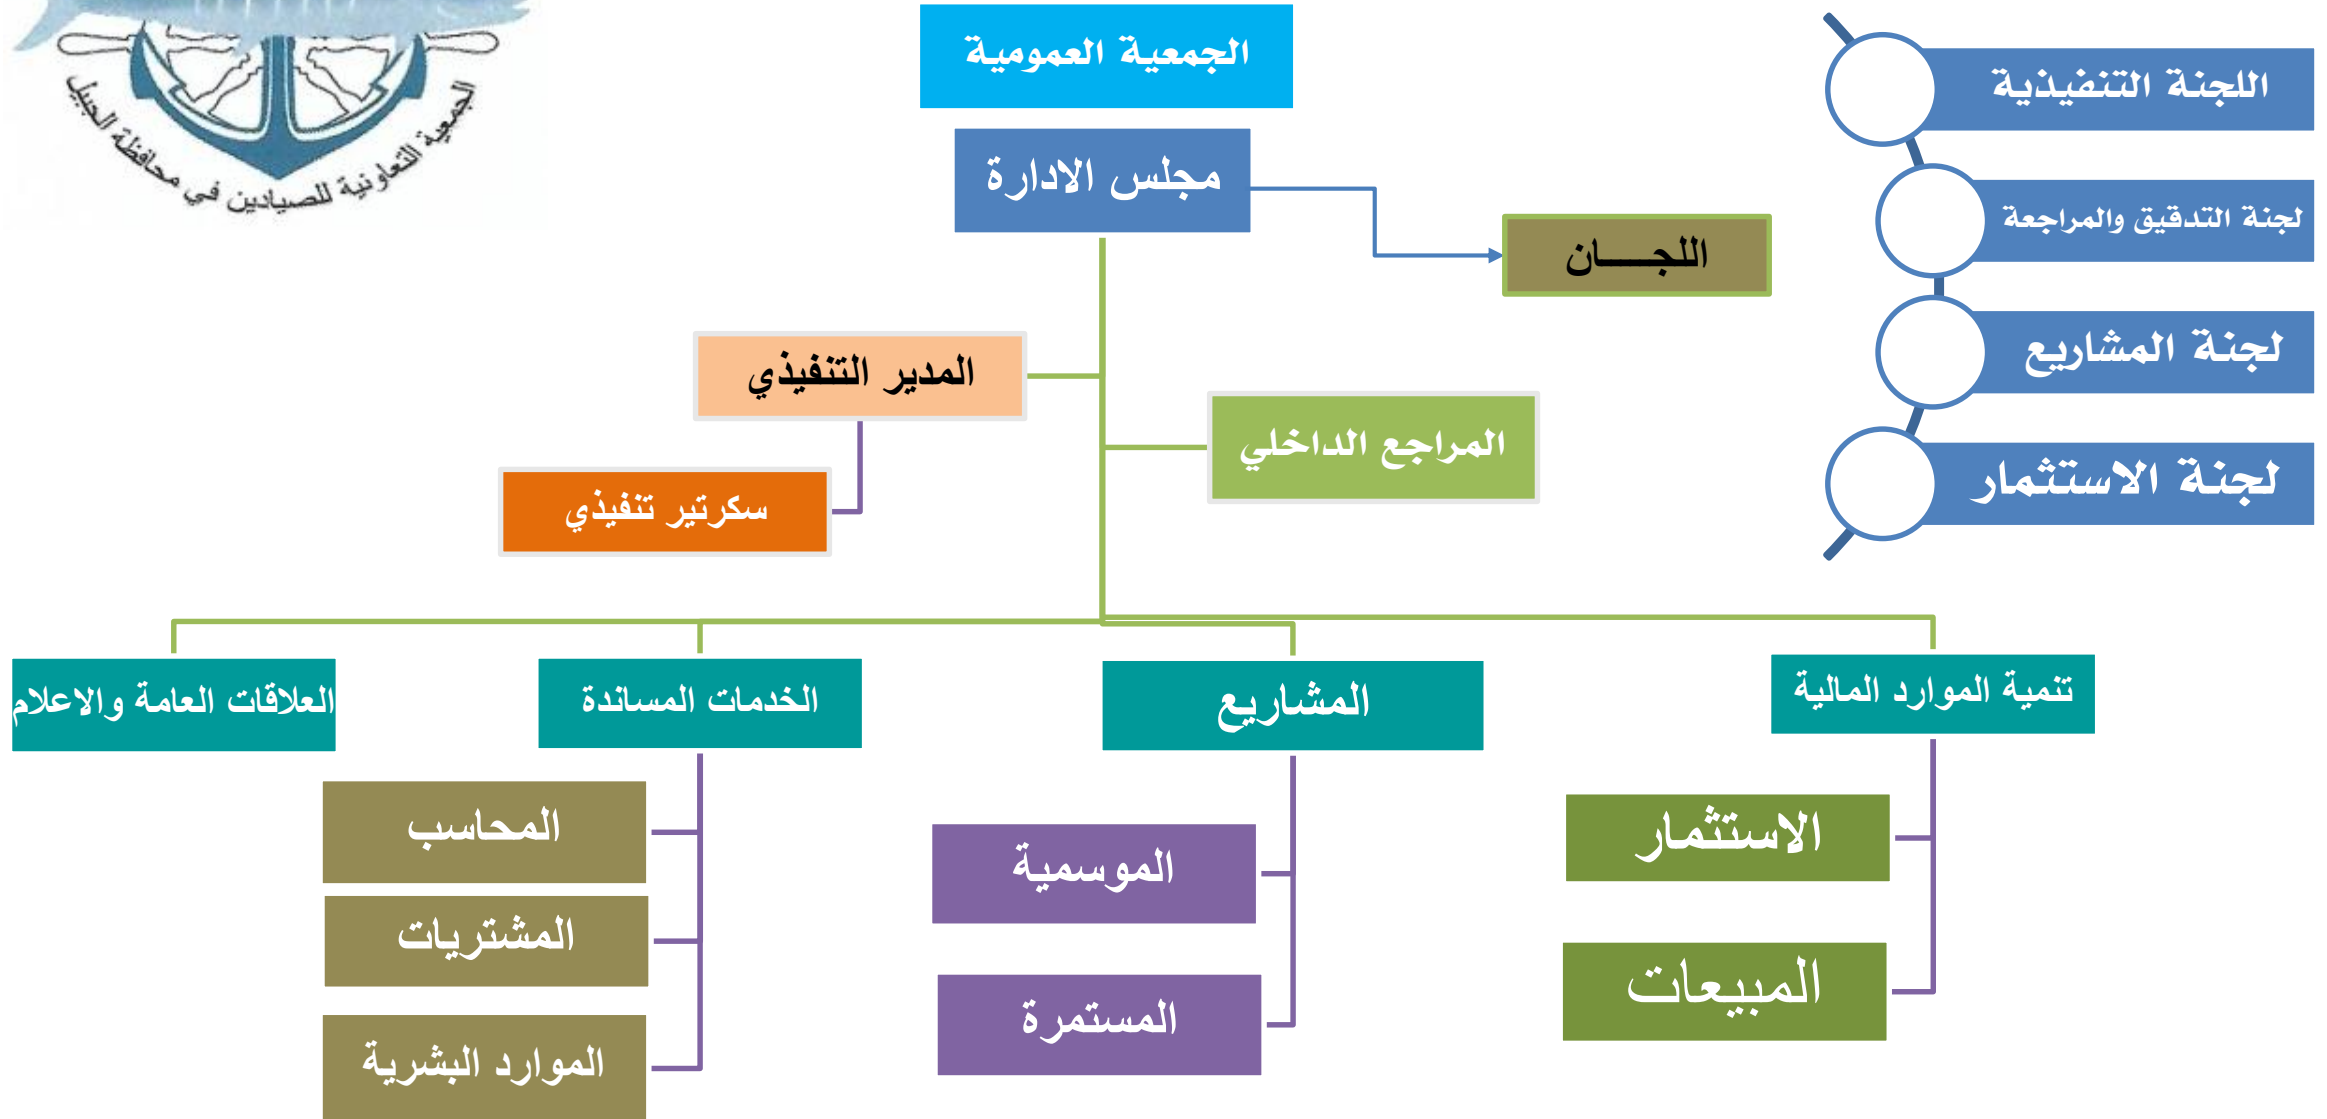 الجمعية التعاونية للصيادين في محافظة الجبيل
الجمعية العمومية
مجلس الادارة
اللجـــــان
اللجنة التنفيذية
لجنة التدقيق والمراجعة
لجنة المشاريع
لجنة الاستثمار
المدير التنفيذي
المراجع الداخلي
سكرتير تنفيذي
تنمية الموارد المالية
المشاريع
الخدمات المساندة
العلاقات العامة والاعلام
الاستثمار
المبيعات
الموسمية
المستمرة
المحاسب
المشتريات
الموارد البشرية